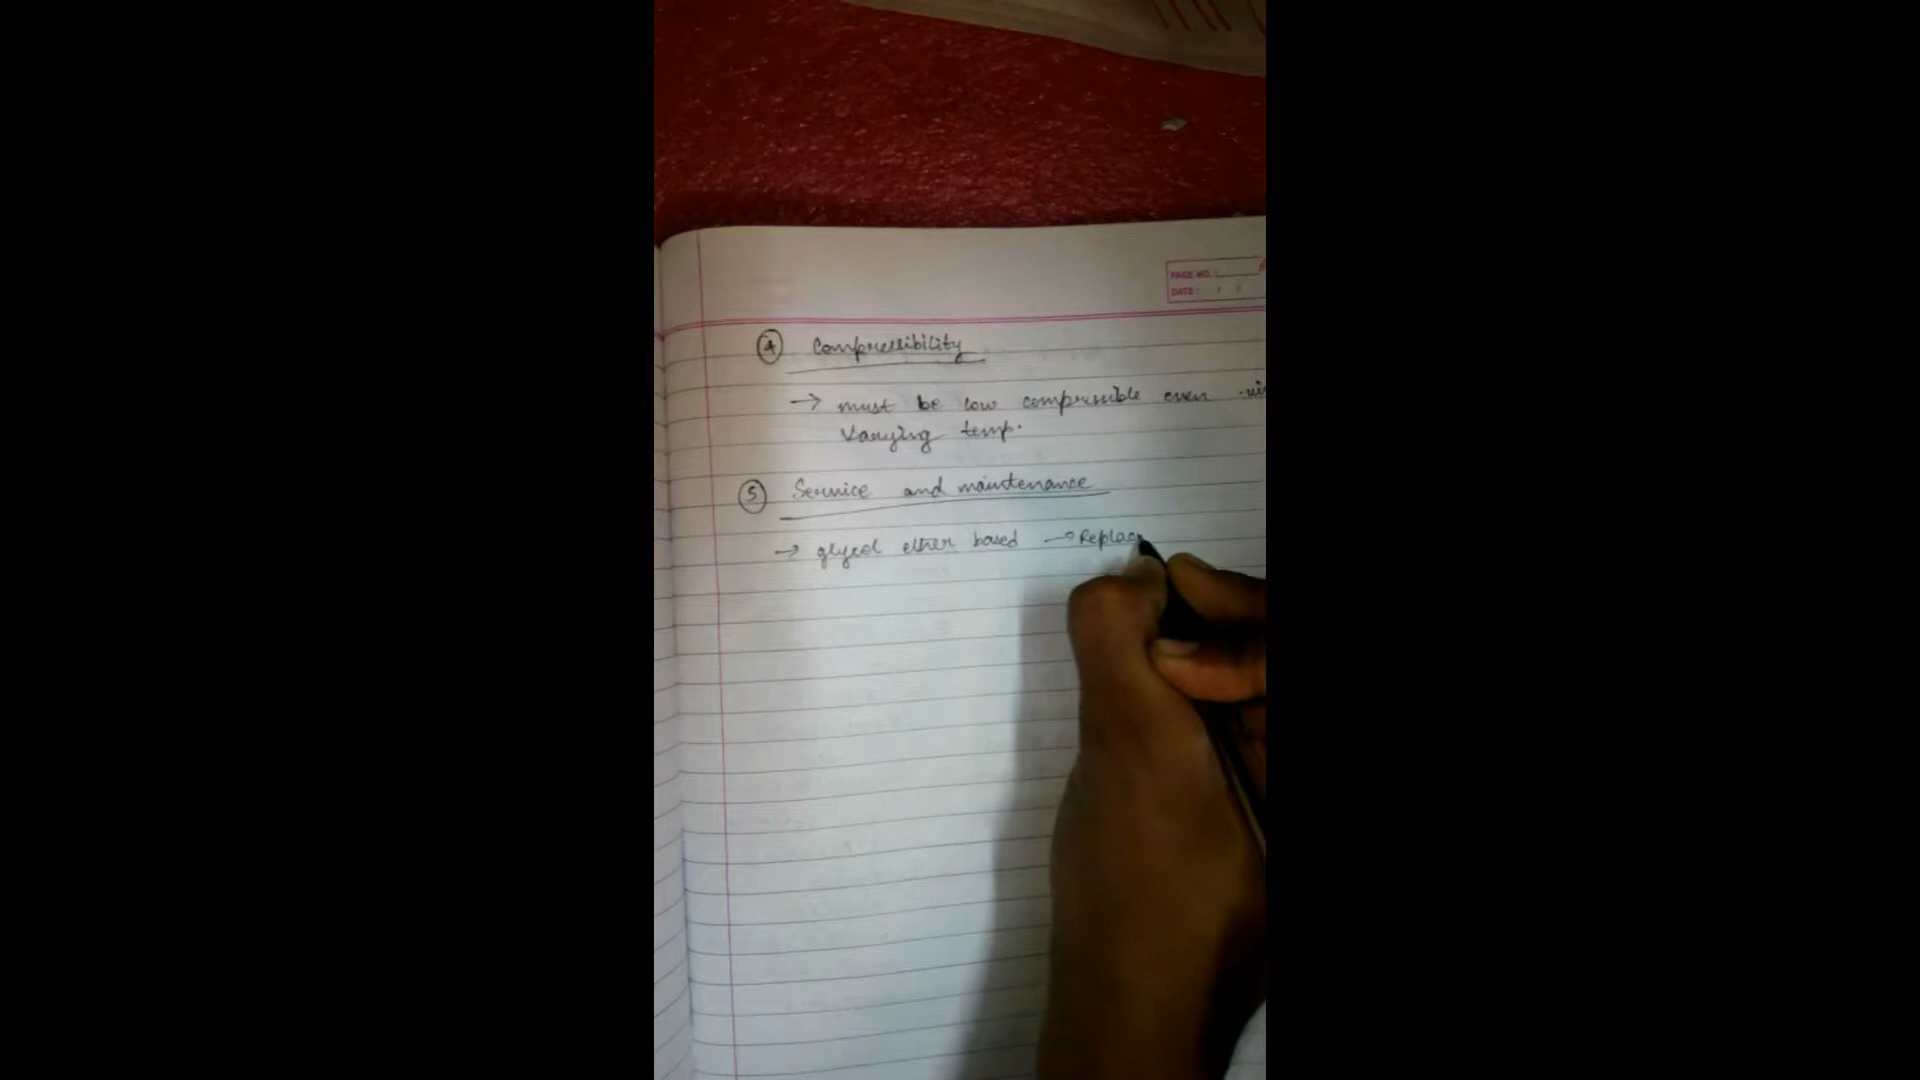 PAGE NO.:
DATE:
④ Compressibility
→ must be low compressible even
varying temp.
⑤ Service and maintenance
→ glycol ether based → Replac